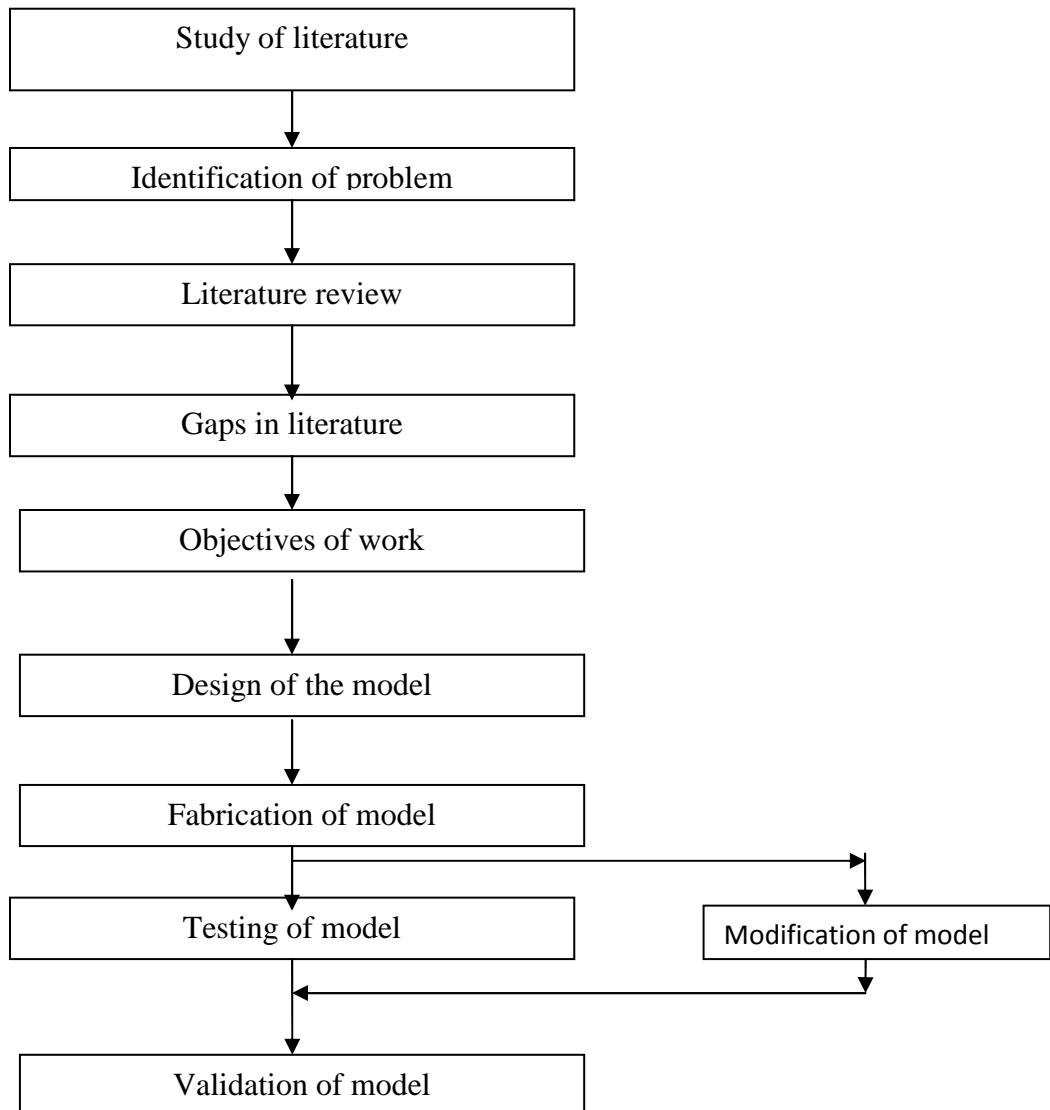 Study of literature
Identification of problem
Literature review
Gaps in literature
Objectives of work
Design of the model
Fabrication of model
Testing of model
Modification of model
Validation of model